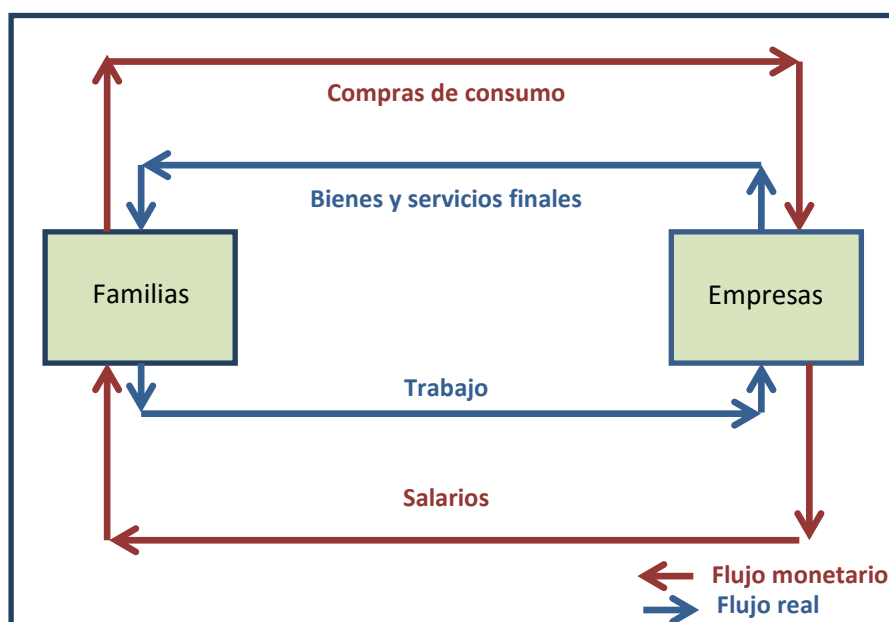 Compras de consumo
Bienes y servicios finales
Familias
Empresas
Trabajo
Salarios
Flujo monetario
Flujo real